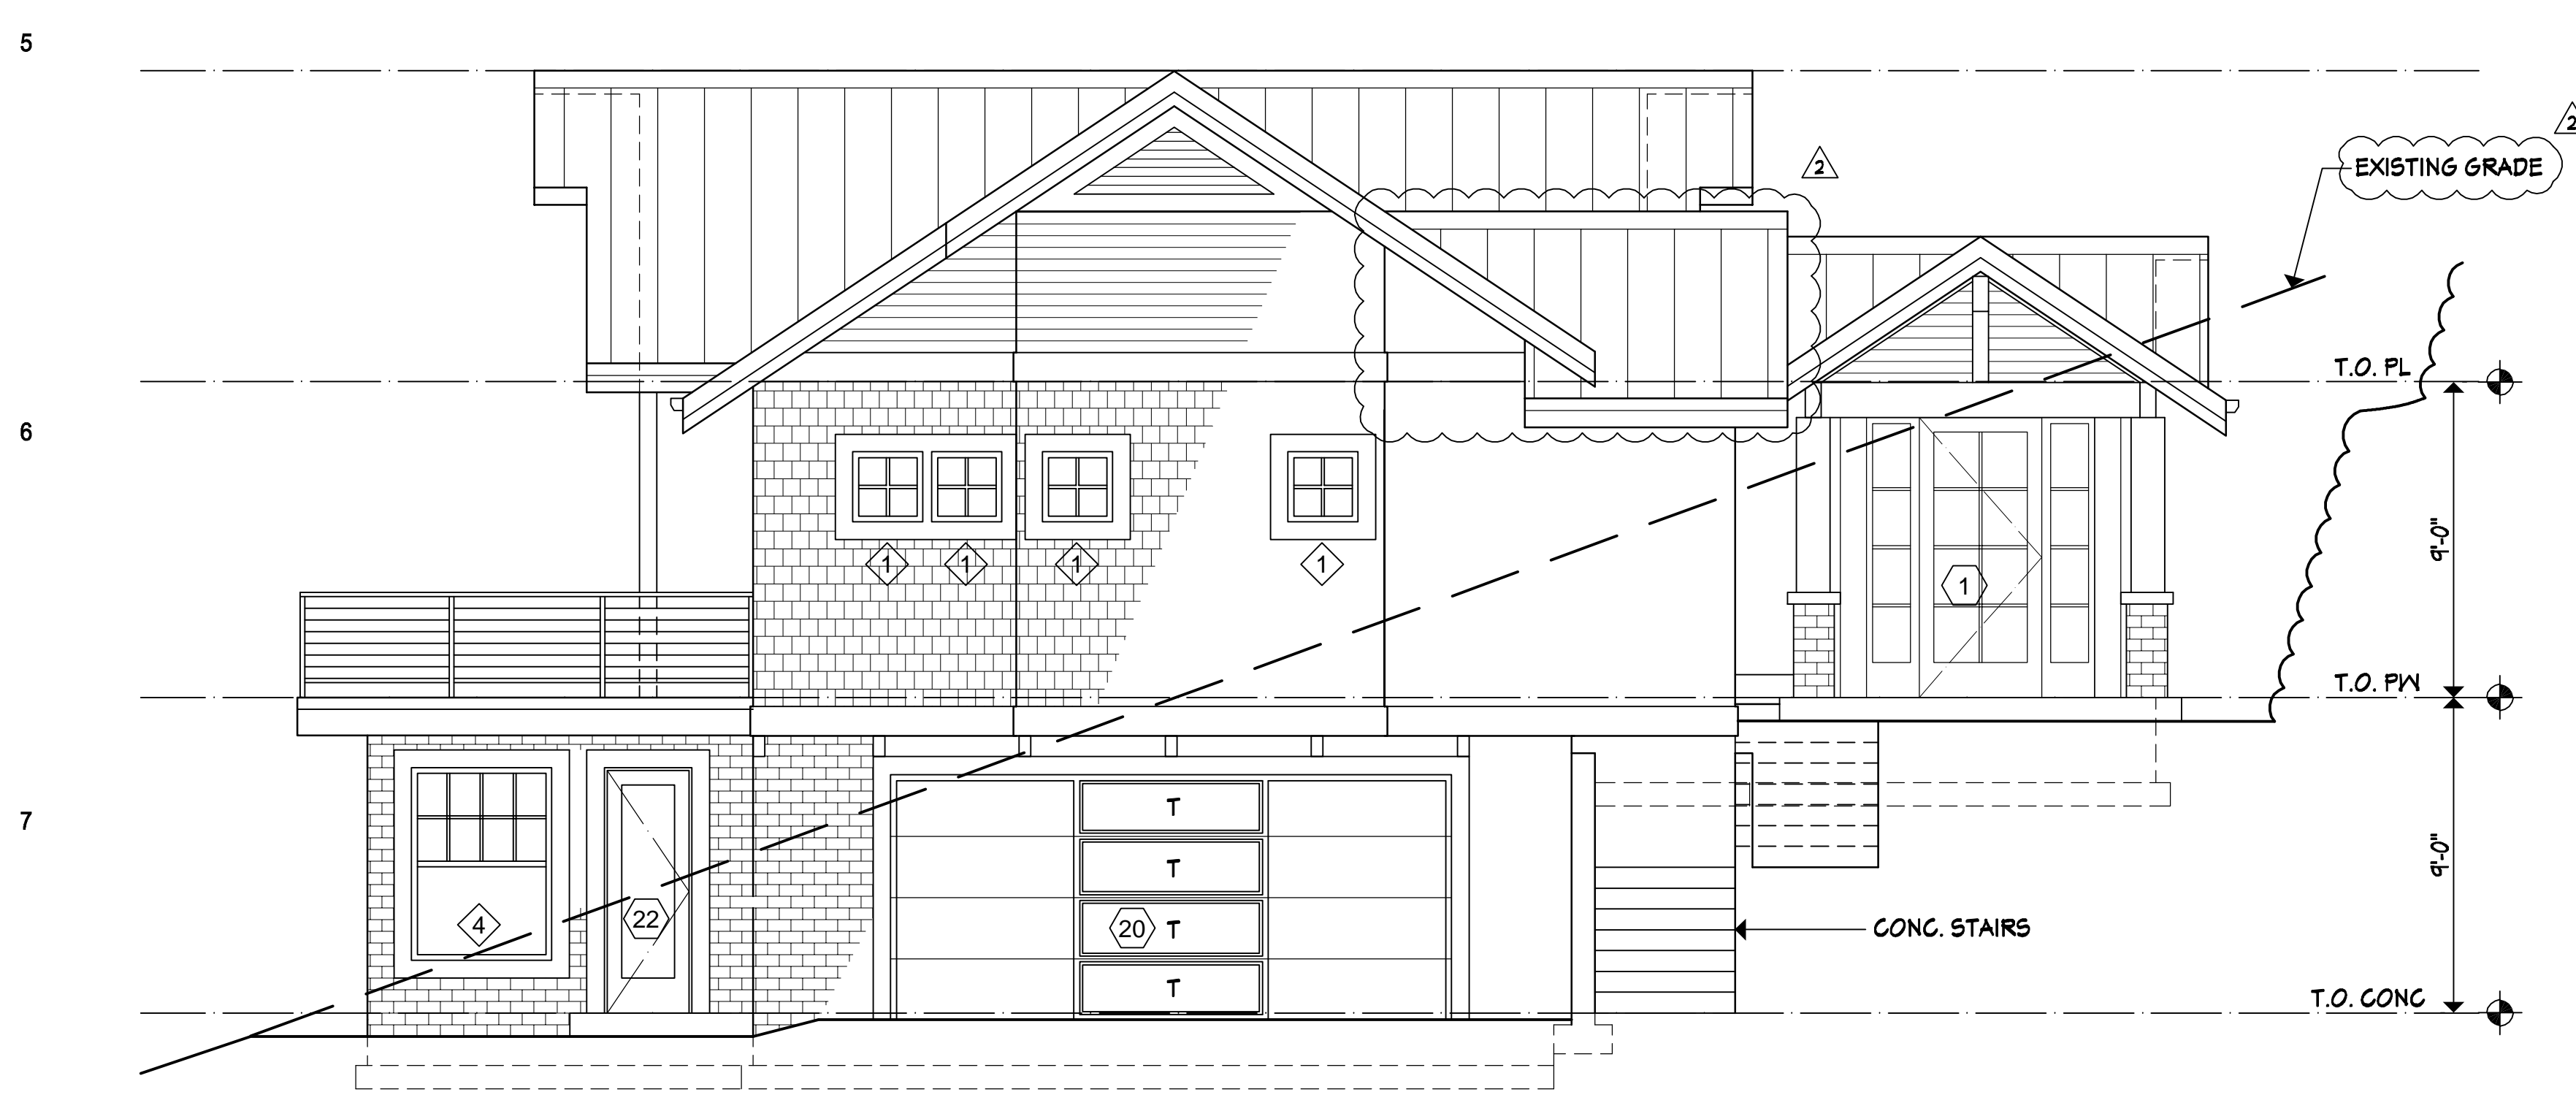 5
2
2
EXISTING GRADE
T.O. PL
6
9'-0"
1
1
1
1
1
T.O. PW
7
T
T
9'-0"
4
22
20
T
CONC. STAIRS
T
T.O. CONC